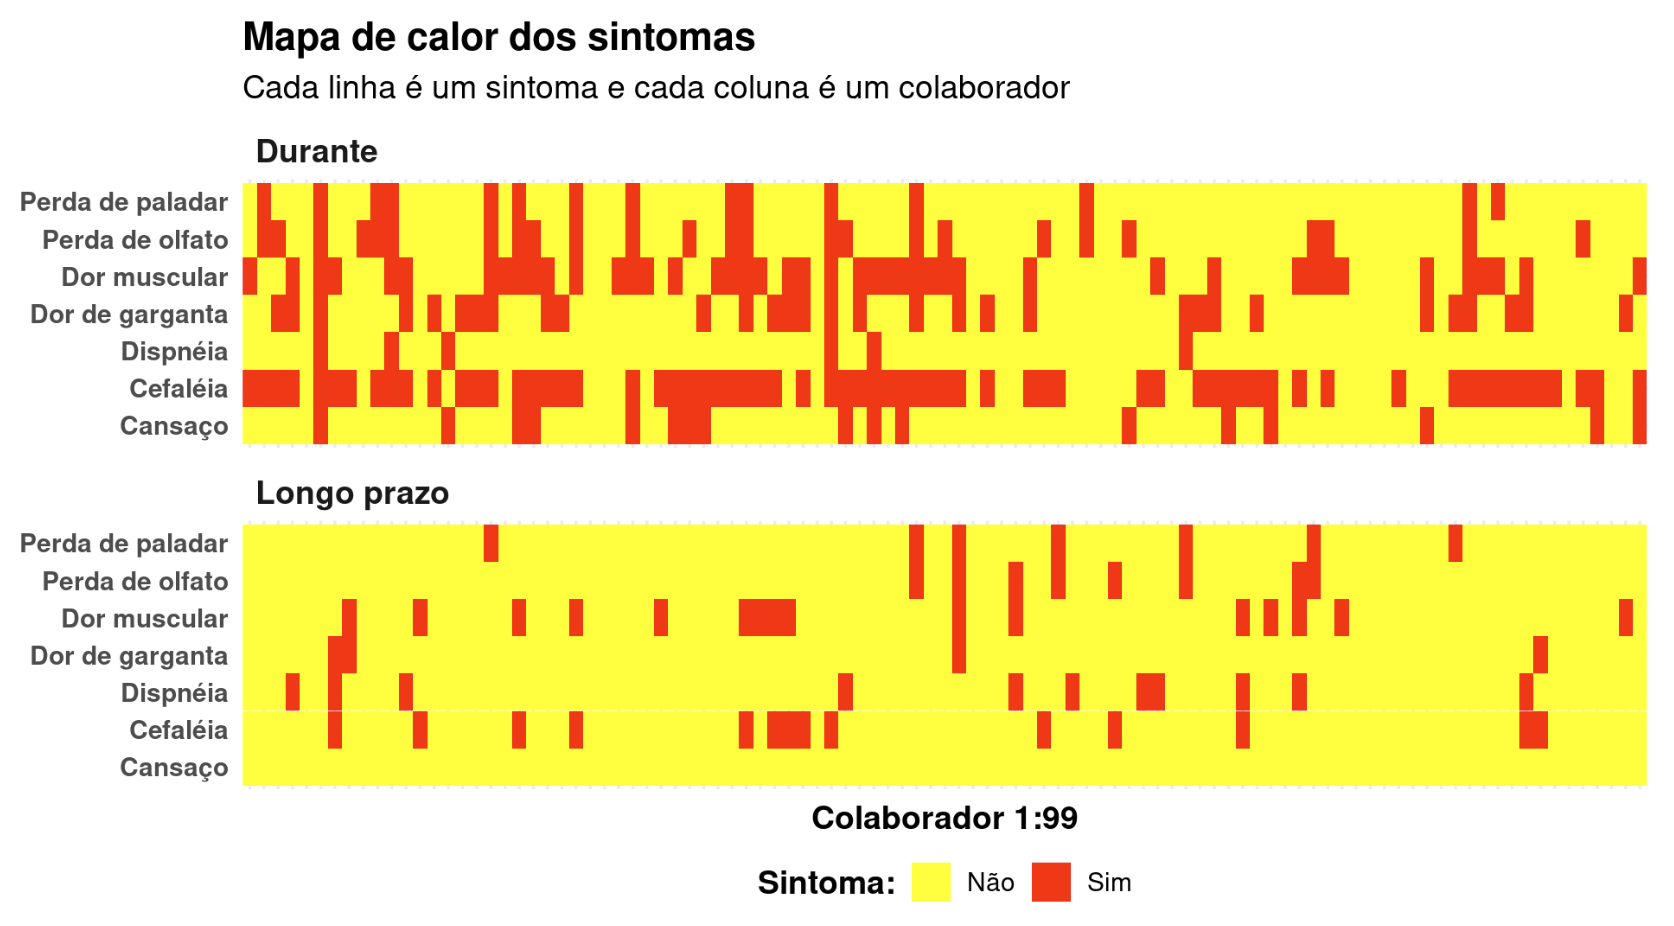 Mapa de calor dos sintomas
Cada linha é um sintoma e cada coluna é um colaborador
Durante
Perda de paladar
Perda de olfato
Dor muscular
Dor de garganta
Dispnéia
Cefaléia
Cansaço
Longo prazo
Perda de paladar
Perda de olfato
Dor muscular
Dor de garganta
Dispnéia
Cefaléia
Cansaço
Colaborador 1:99
Sintoma: Não Sim